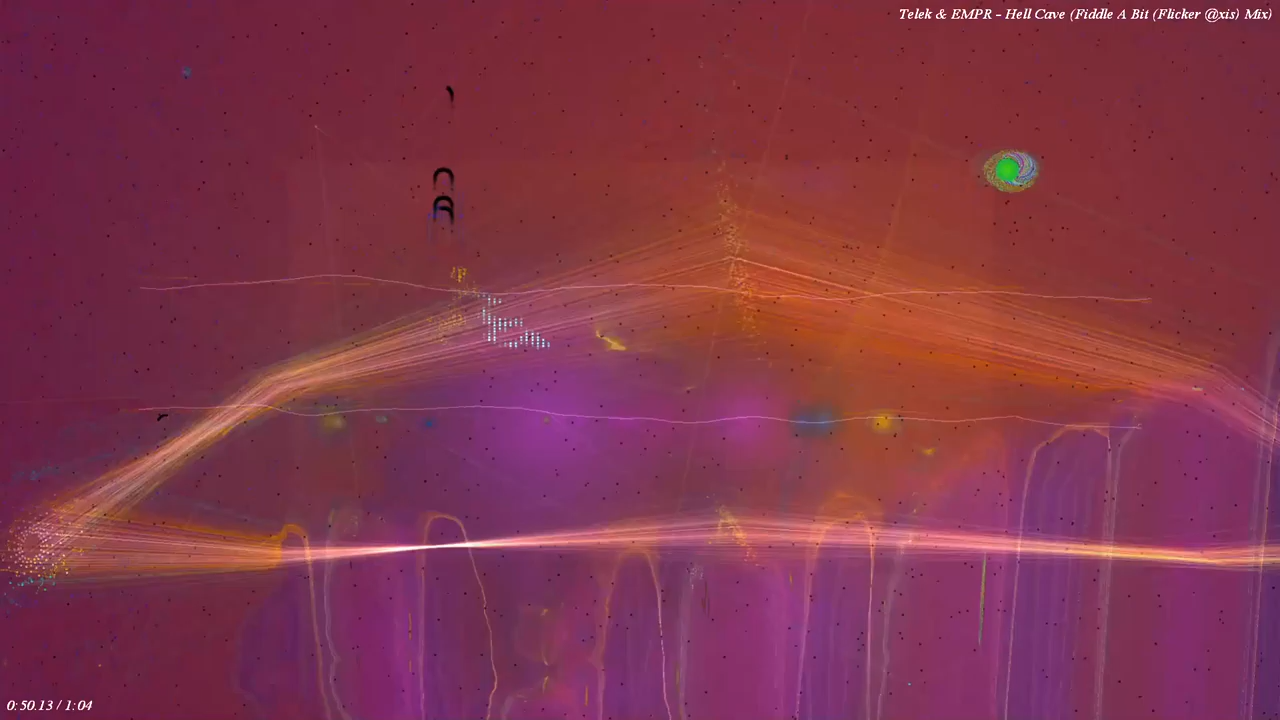 Telek & EMPR - Hell Cave (Fiddle A Bit (Flicker @xis) Mix)
0:50.13 / 1:04